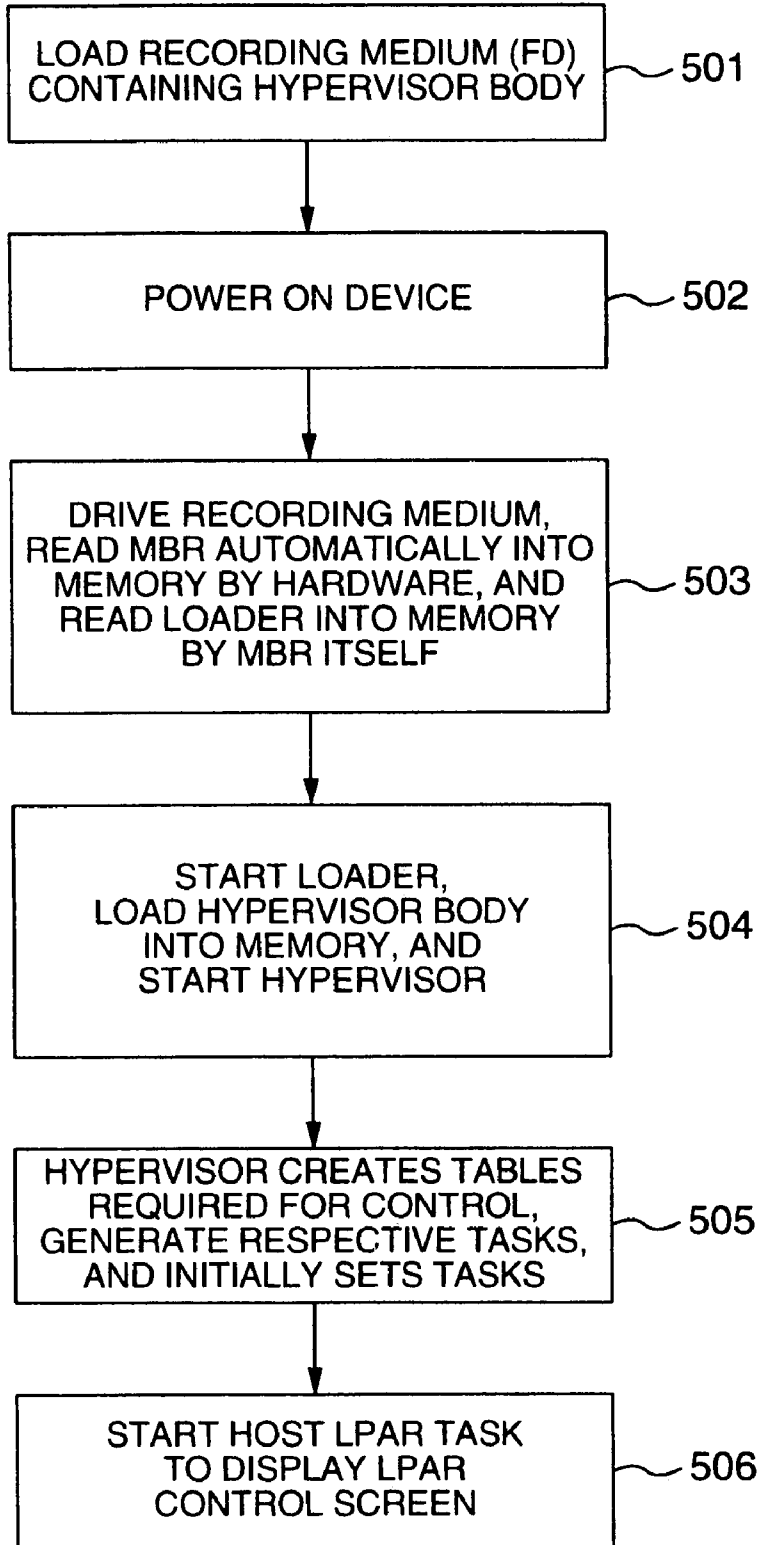 LOAD RECORDING MEDIUM (FD)
CONTAINING HYPERVISOR BODY
501
POWER ON DEVICE
502
DRIVE RECORDING MEDIUM,
READ MBR AUTOMATICALLY INTO
MEMORY BY HARDWARE, AND
READ LOADER INTO MEMORY
BY MBR ITSELF
503
START LOADER,
LOAD HYPERVISOR BODY
INTO MEMORY, AND
START HYPERVISOR
504
HYPERVISOR CREATES TABLES
REQUIRED FOR CONTROL,
GENERATE RESPECTIVE TASKS,
AND INITIALLY SETS TASKS
505
START HOST LPAR TASK
TO DISPLAY LPAR
CONTROL SCREEN
506